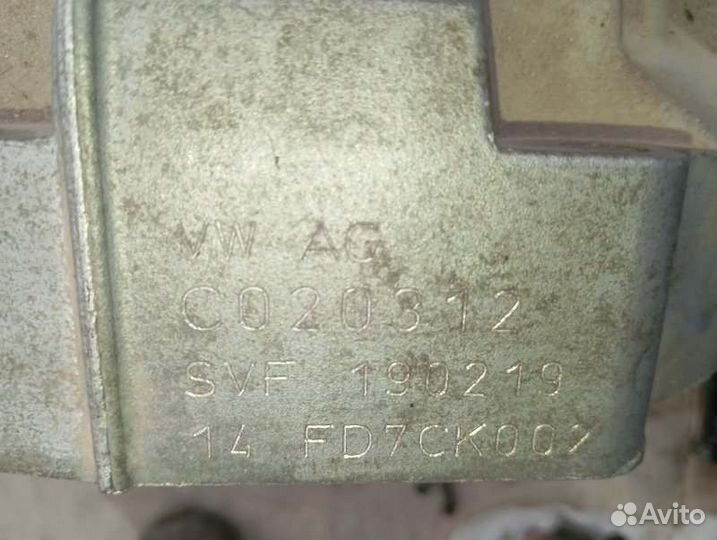 VW AG
C020312
SVF 190219
14 FD7CK002
Avito